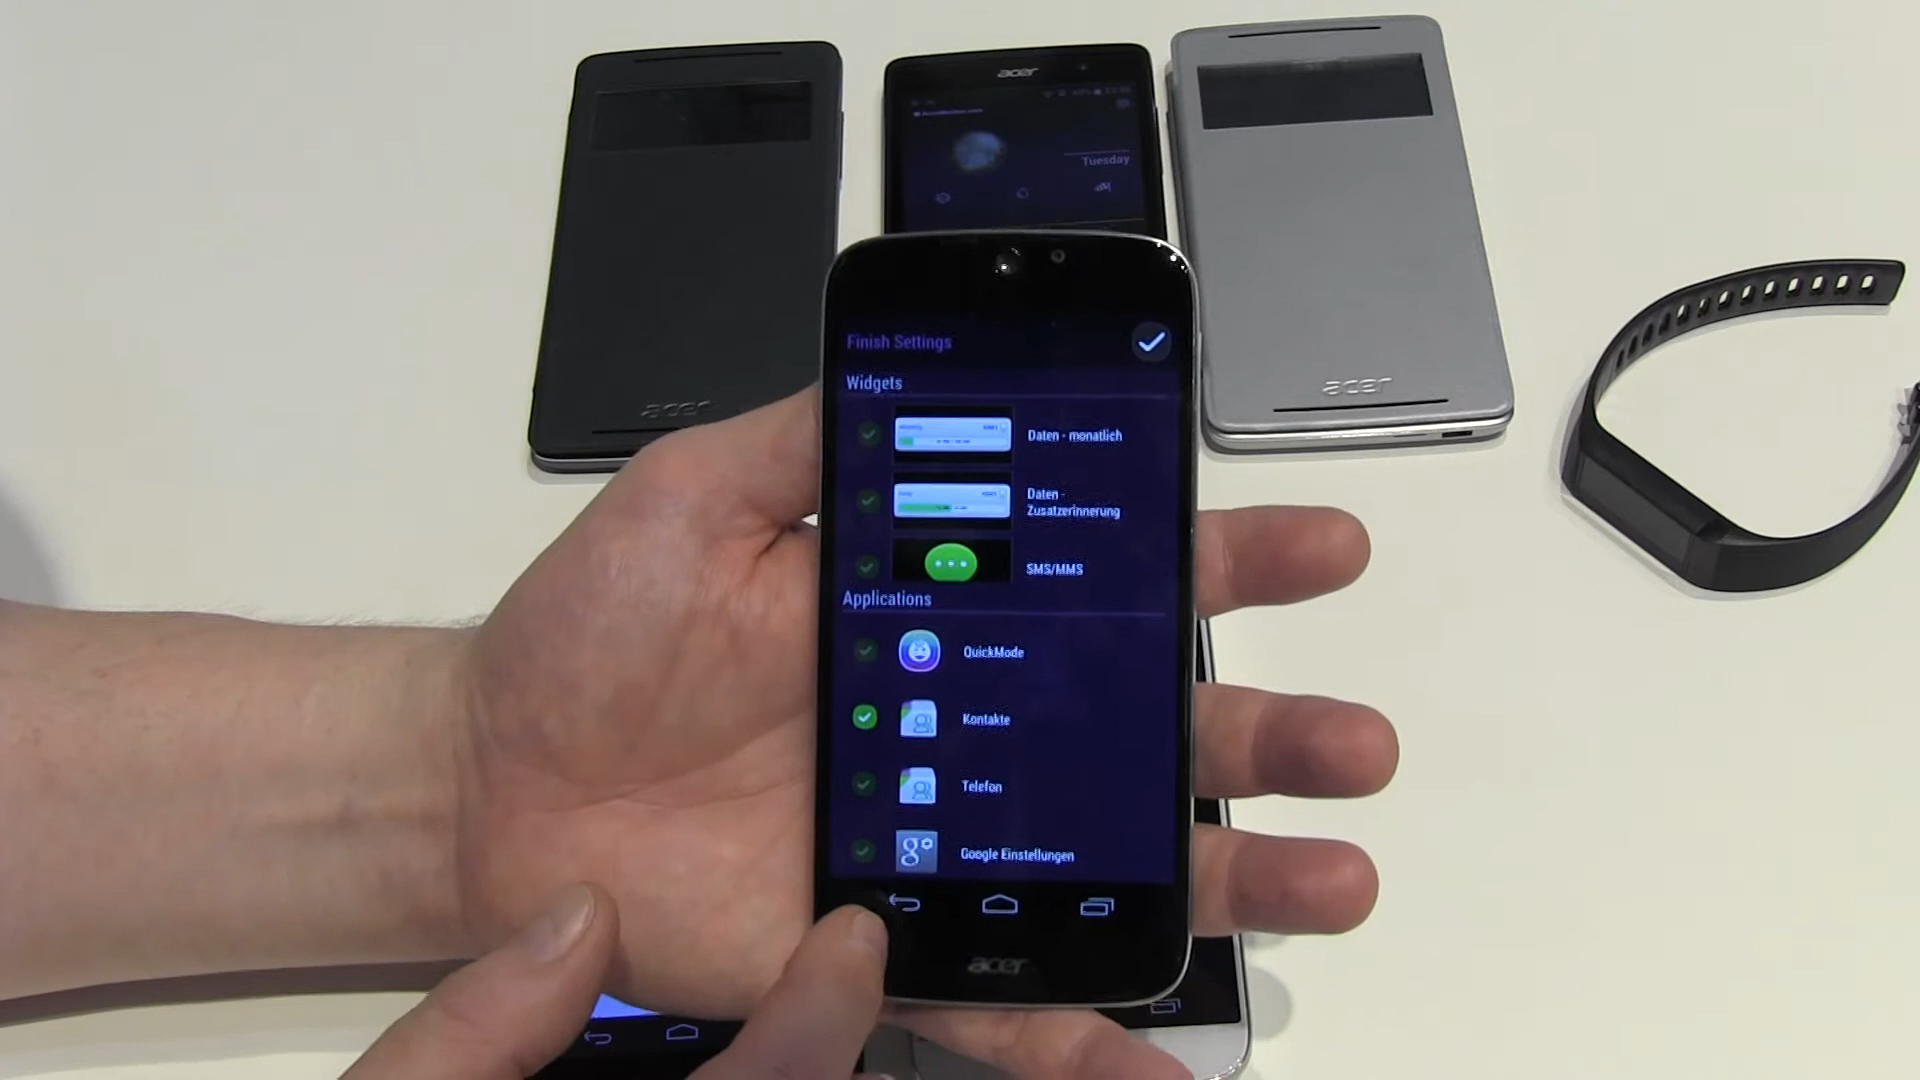 acer
Tuesday
acer
acer
Finish Settings
Widgets
Daten - monatlich
Daten -
Zusatzerinnerung
SMS/MMS
Applications
QuickMode
Kontakte
Telefon
Google Einstellungen
acer